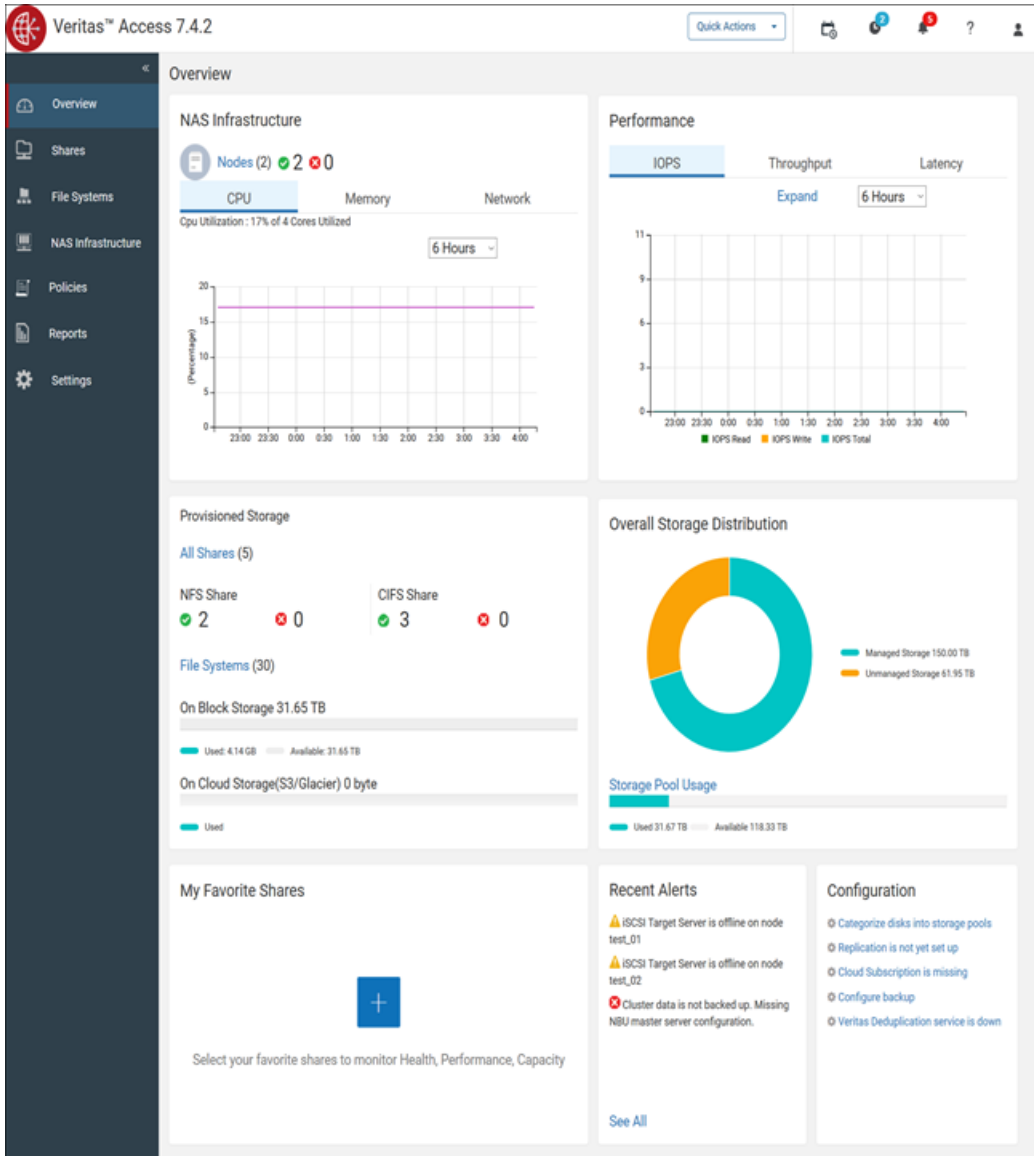 Veritas™ Access 7.4.2
Quick Actions
2
5
?
«
Overview
Shares
File Systems
NAS Infrastructure
Policies
Reports
Settings
Overview
NAS Infrastructure
Nodes (2) 2 0
CPU Memory Network
Cpu Utilization : 17% of 4 Cores Utilized
6 Hours
(Percentage)
20
15
10
5
0
23:00 23:30 0:00 0:30 1:00 1:30 2:00 2:30 3:00 3:30 4:00
Performance
IOPS Throughput Latency
Expand 6 Hours
11
9
6
3
0
23:00 23:30 0:00 0:30 1:00 1:30 2:00 2:30 3:00 3:30 4:00
IOPS Read IOPS Write IOPS Total
Provisioned Storage
All Shares (5)
NFS Share CIFS Share
2 0 3 0
File Systems (30)
On Block Storage 31.65 TB
Used: 4.14 GB Available: 31.65 TB
On Cloud Storage(S3/Glacier) 0 byte
Used
Overall Storage Distribution
Managed Storage 150.00 TB
Unmanaged Storage 61.95 TB
Storage Pool Usage
Used 31.67 TB Available 118.33 TB
My Favorite Shares
+
Select your favorite shares to monitor Health, Performance, Capacity
Recent Alerts
iSCSI Target Server is offline on node
test_01
iSCSI Target Server is offline on node
test_02
Cluster data is not backed up. Missing
NBU master server configuration.
See All
Configuration
Categorize disks into storage pools
Replication is not yet set up
Cloud Subscription is missing
Configure backup
Veritas Deduplication service is down